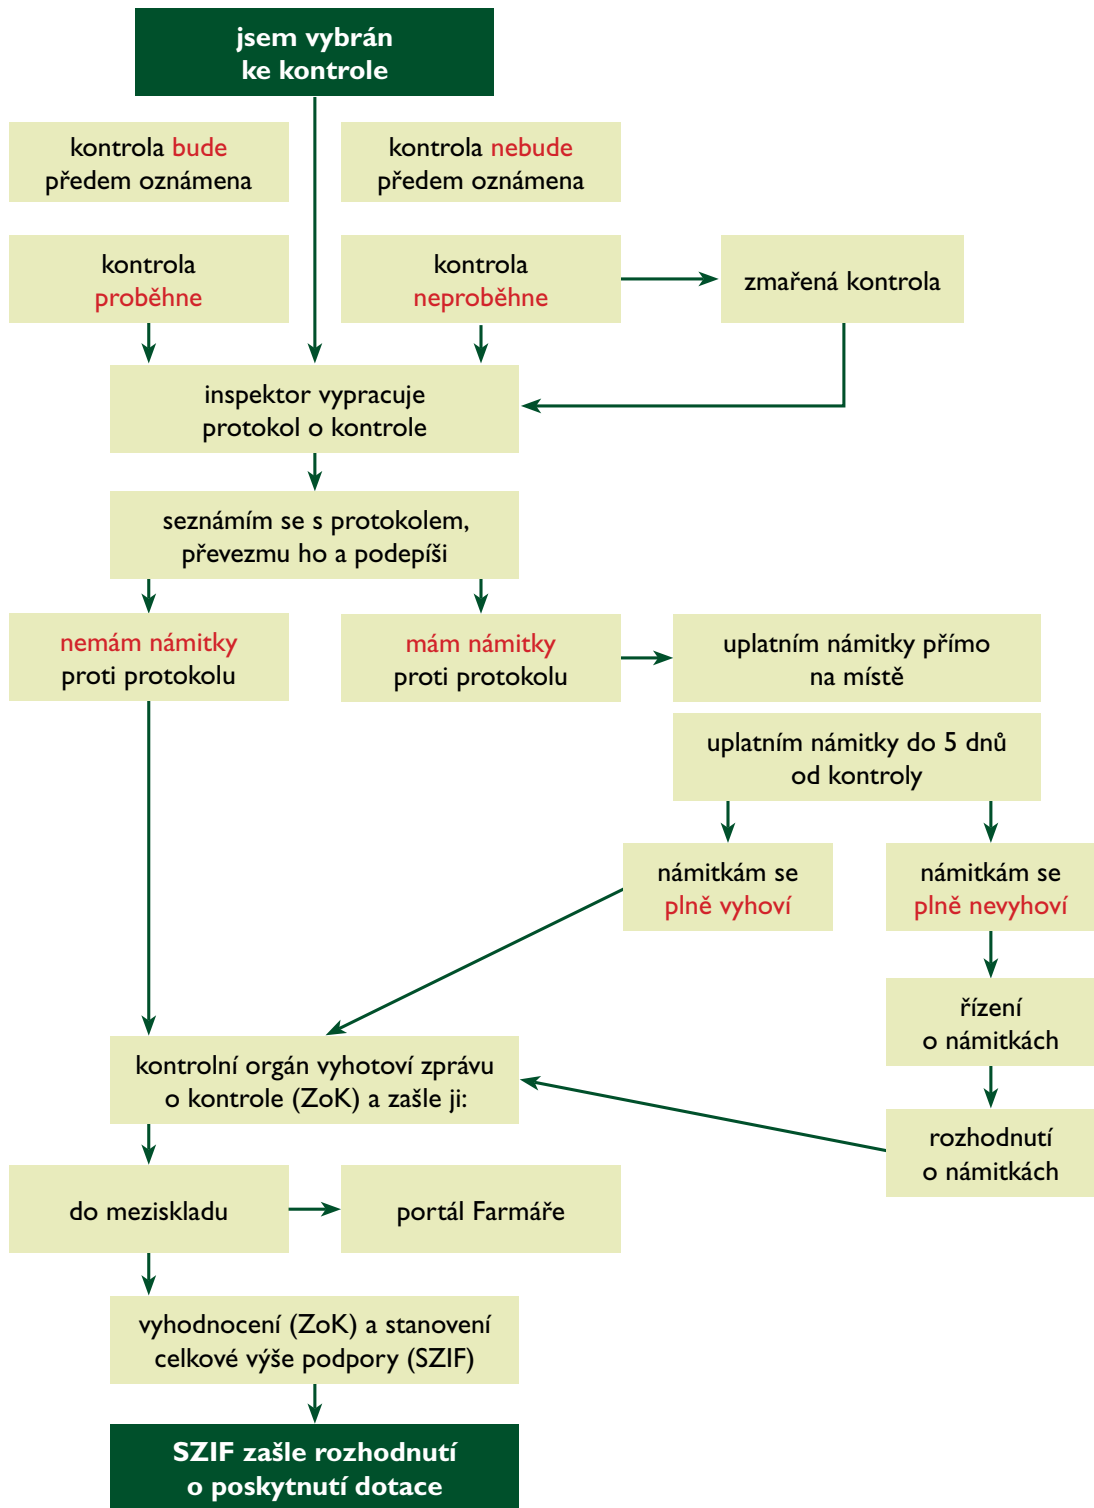 jsem vybrán
ke kontrole
kontrola bude
předem oznámena
kontrola nebude
předem oznámena
kontrola
proběhne
kontrola
neproběhne
zmařená kontrola
inspektor vypracuje
protokol o kontrole
seznámím se s protokolem,
převezmu ho a podepíši
nemám námitky
proti protokolu
mám námitky
proti protokolu
uplatním námitky přímo
na místě
uplatním námitky do 5 dnů
od kontroly
námitkám se
plně vyhoví
námitkám se
plně nevyhoví
řízení
o námitkách
rozhodnutí
o námitkách
kontrolní orgán vyhotoví zprávu
o kontrole (ZoK) a zašle ji:
do meziskladu
portál Farmáře
vyhodnocení (ZoK) a stanovení
celkové výše podpory (SZIF)
SZIF zašle rozhodnutí
o poskytnutí dotace